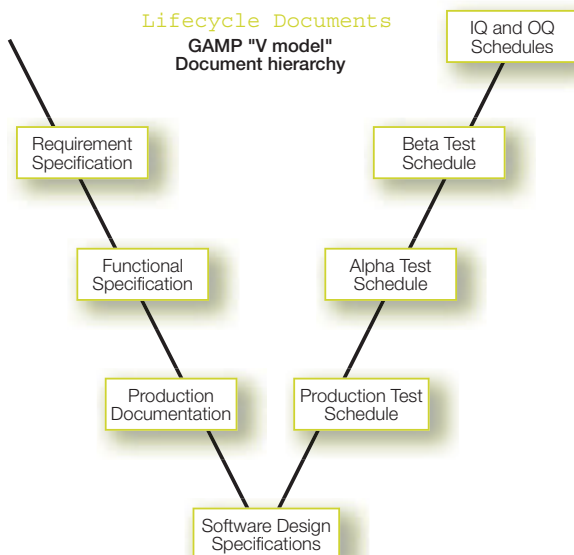 Lifecycle Documents
GAMP "V model"
Document hierarchy
IQ and OQ
Schedules
Requirement
Specification
Beta Test
Schedule
Functional
Specification
Alpha Test
Schedule
Production
Documentation
Production Test
Schedule
Software Design
Specifications